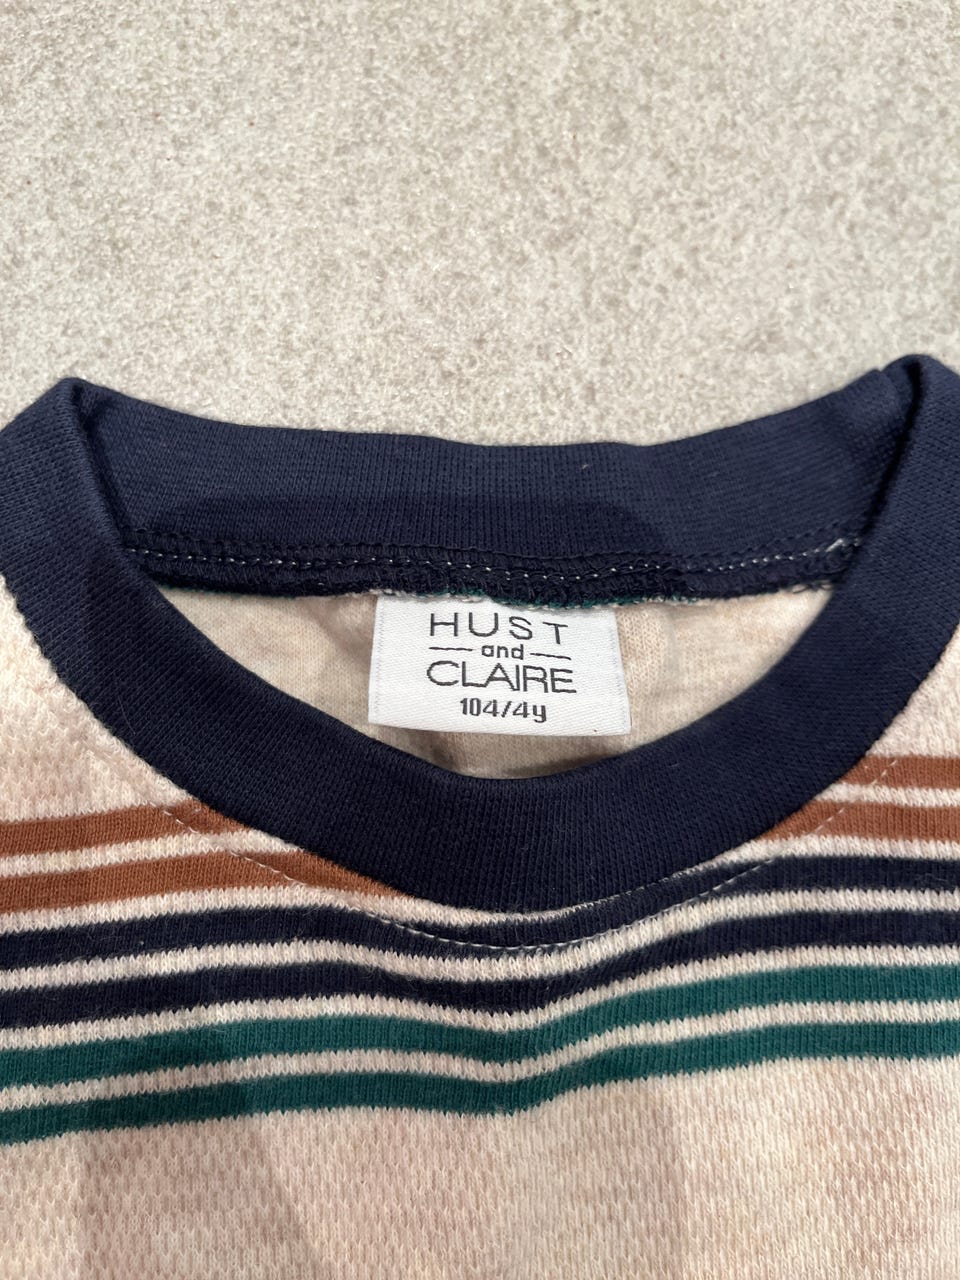 HUST
and
CLAIRE
104/4y